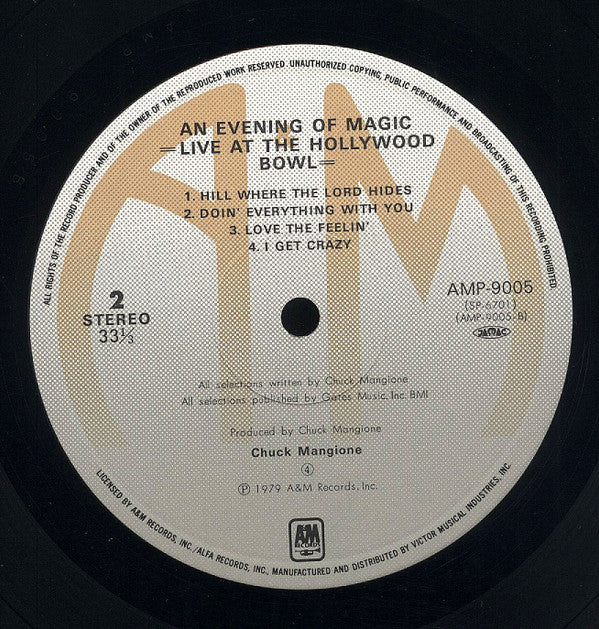 ALL RIGHTS OF THE RECORD PRODUCER AND OF THE OWNER OF THE REPRODUCED WORK RESERVED. UNAUTHORIZED COPYING, PUBLIC PERFORMANCE AND BROADCASTING OF THIS RECORDING PROHIBITED
AN EVENING OF MAGIC
=LIVE AT THE HOLLYWOOD
BOWL=
1. HILL WHERE THE LORD HIDES
2. DOIN' EVERYTHING WITH YOU
3. LOVE THE FEELIN'
4. I GET CRAZY
2
STEREO
33⅓
AMP-9005
(SP-6701)
(AMP-9005-B)
JASRAC
All selections written by Chuck Mangione
All selections published by Gates Music, Inc. BMI
Produced by Chuck Mangione
Chuck Mangione
④
Ⓟ 1979 A&M Records, Inc.
A&M
RECORDS
LICENSED BY A&M RECORDS, INC./ALFA RECORDS, INC., MANUFACTURED AND DISTRIBUTED BY VICTOR MUSICAL INDUSTRIES, INC.